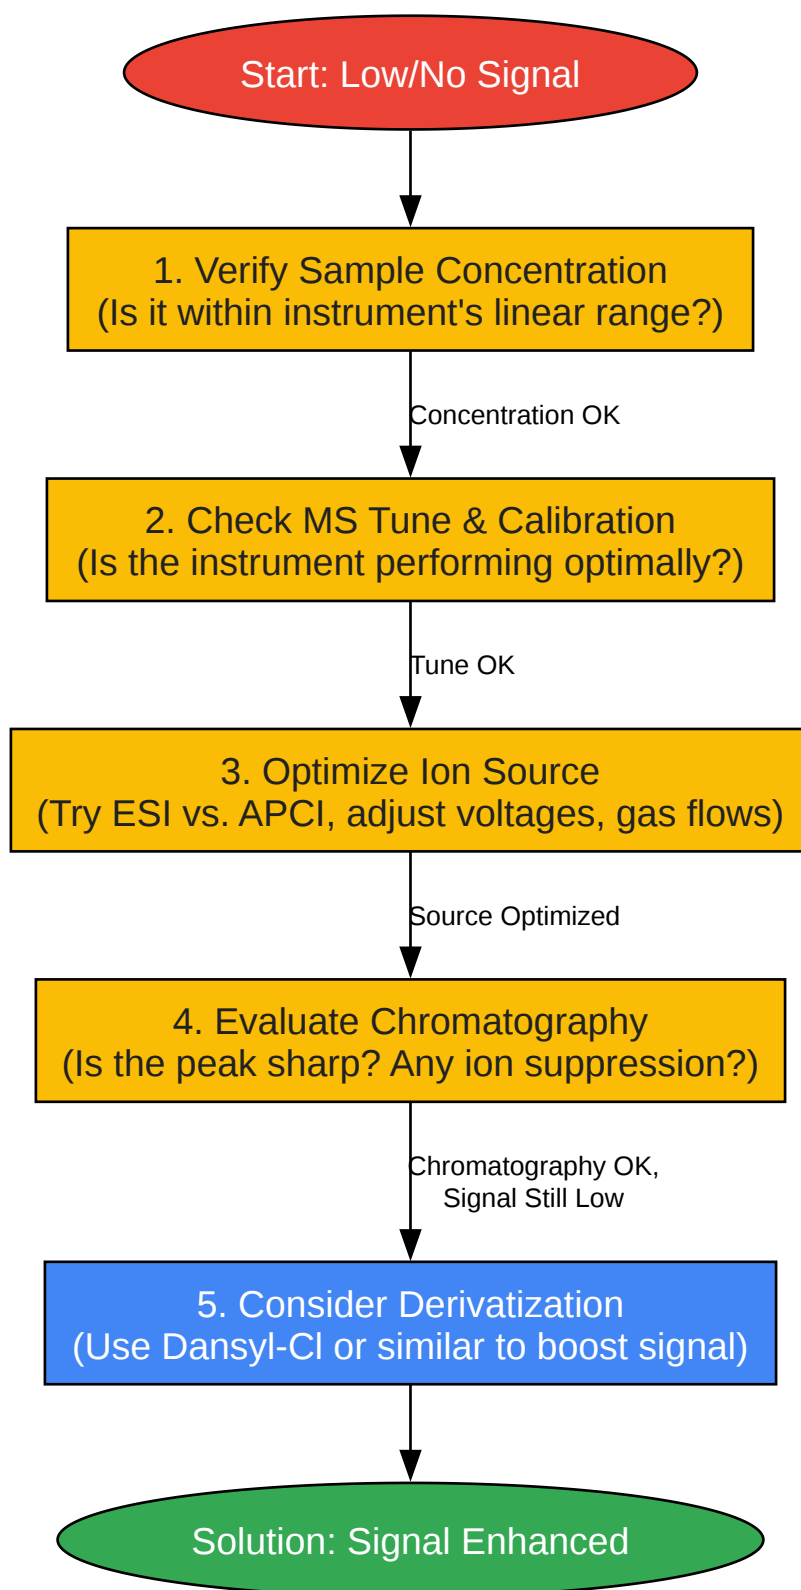 Start: Low/No Signal
1. Verify Sample Concentration
(Is it within instrument's linear range?)
Concentration OK
2. Check MS Tune & Calibration
(Is the instrument performing optimally?)
Tune OK
3. Optimize Ion Source
(Try ESI vs. APCI, adjust voltages, gas flows)
Source Optimized
4. Evaluate Chromatography
(Is the peak sharp? Any ion suppression?)
Chromatography OK,
Signal Still Low
5. Consider Derivatization
(Use Dansyl-Cl or similar to boost signal)
Solution: Signal Enhanced